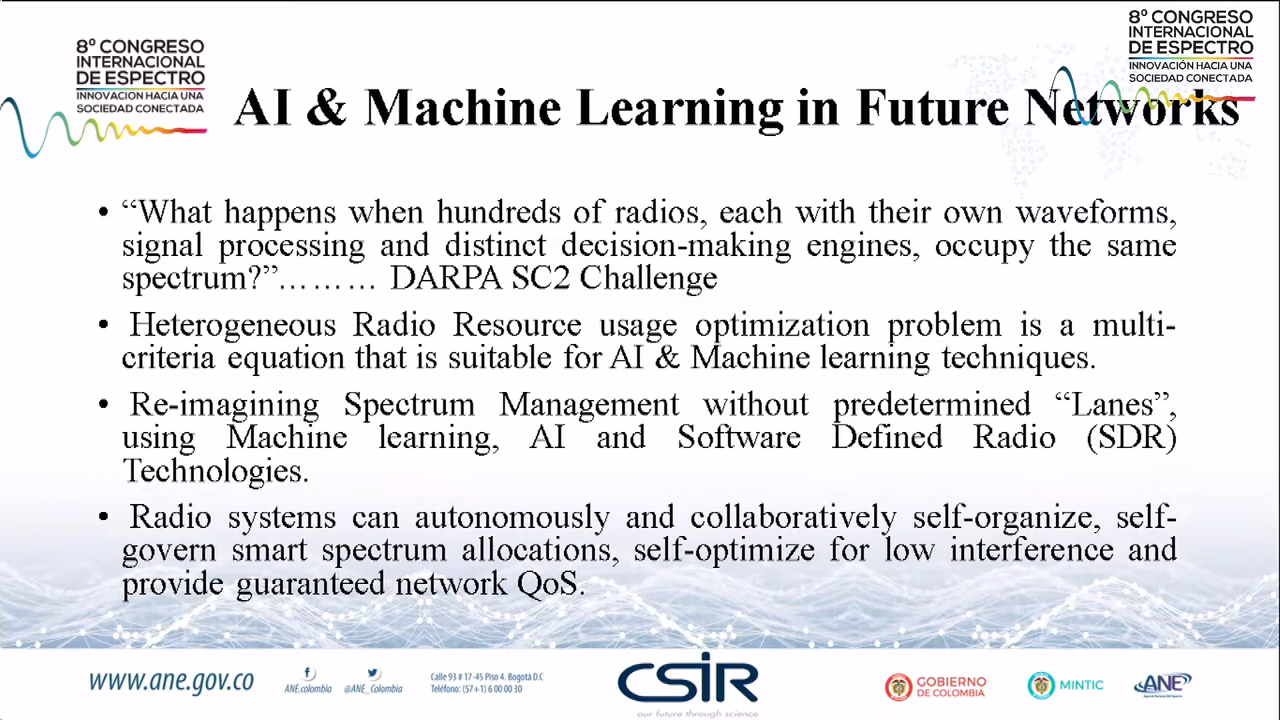 8º CONGRESO
INTERNACIONAL
DE ESPECTRO
INNOVACION HACIA UNA
SOCIEDAD CONECTADA
8º CONGRESO
INTERNACIONAL
DE ESPECTRO
INNOVACIÓN HACIA UNA
SOCIEDAD CONECTADA
AI & Machine Learning in Future Networks
• “What happens when hundreds of radios, each with their own waveforms,
signal processing and distinct decision-making engines, occupy the same
spectrum?”……… DARPA SC2 Challenge
• Heterogeneous Radio Resource usage optimization problem is a multi-
criteria equation that is suitable for AI & Machine learning techniques.
• Re-imagining Spectrum Management without predetermined “Lanes”,
using Machine learning, AI and Software Defined Radio (SDR)
Technologies.
• Radio systems can autonomously and collaboratively self-organize, self-
govern smart spectrum allocations, self-optimize for low interference and
provide guaranteed network QoS.
www.ane.gov.co
ANE.colombia
@ANE_Colombia
Calle 93 # 17-45 Piso 4. Bogotá D.C
Teléfono: (57+1) 6 00 00 30
CSIR
our future through science
GOBIERNO
DE COLOMBIA
MINTIC
ANE